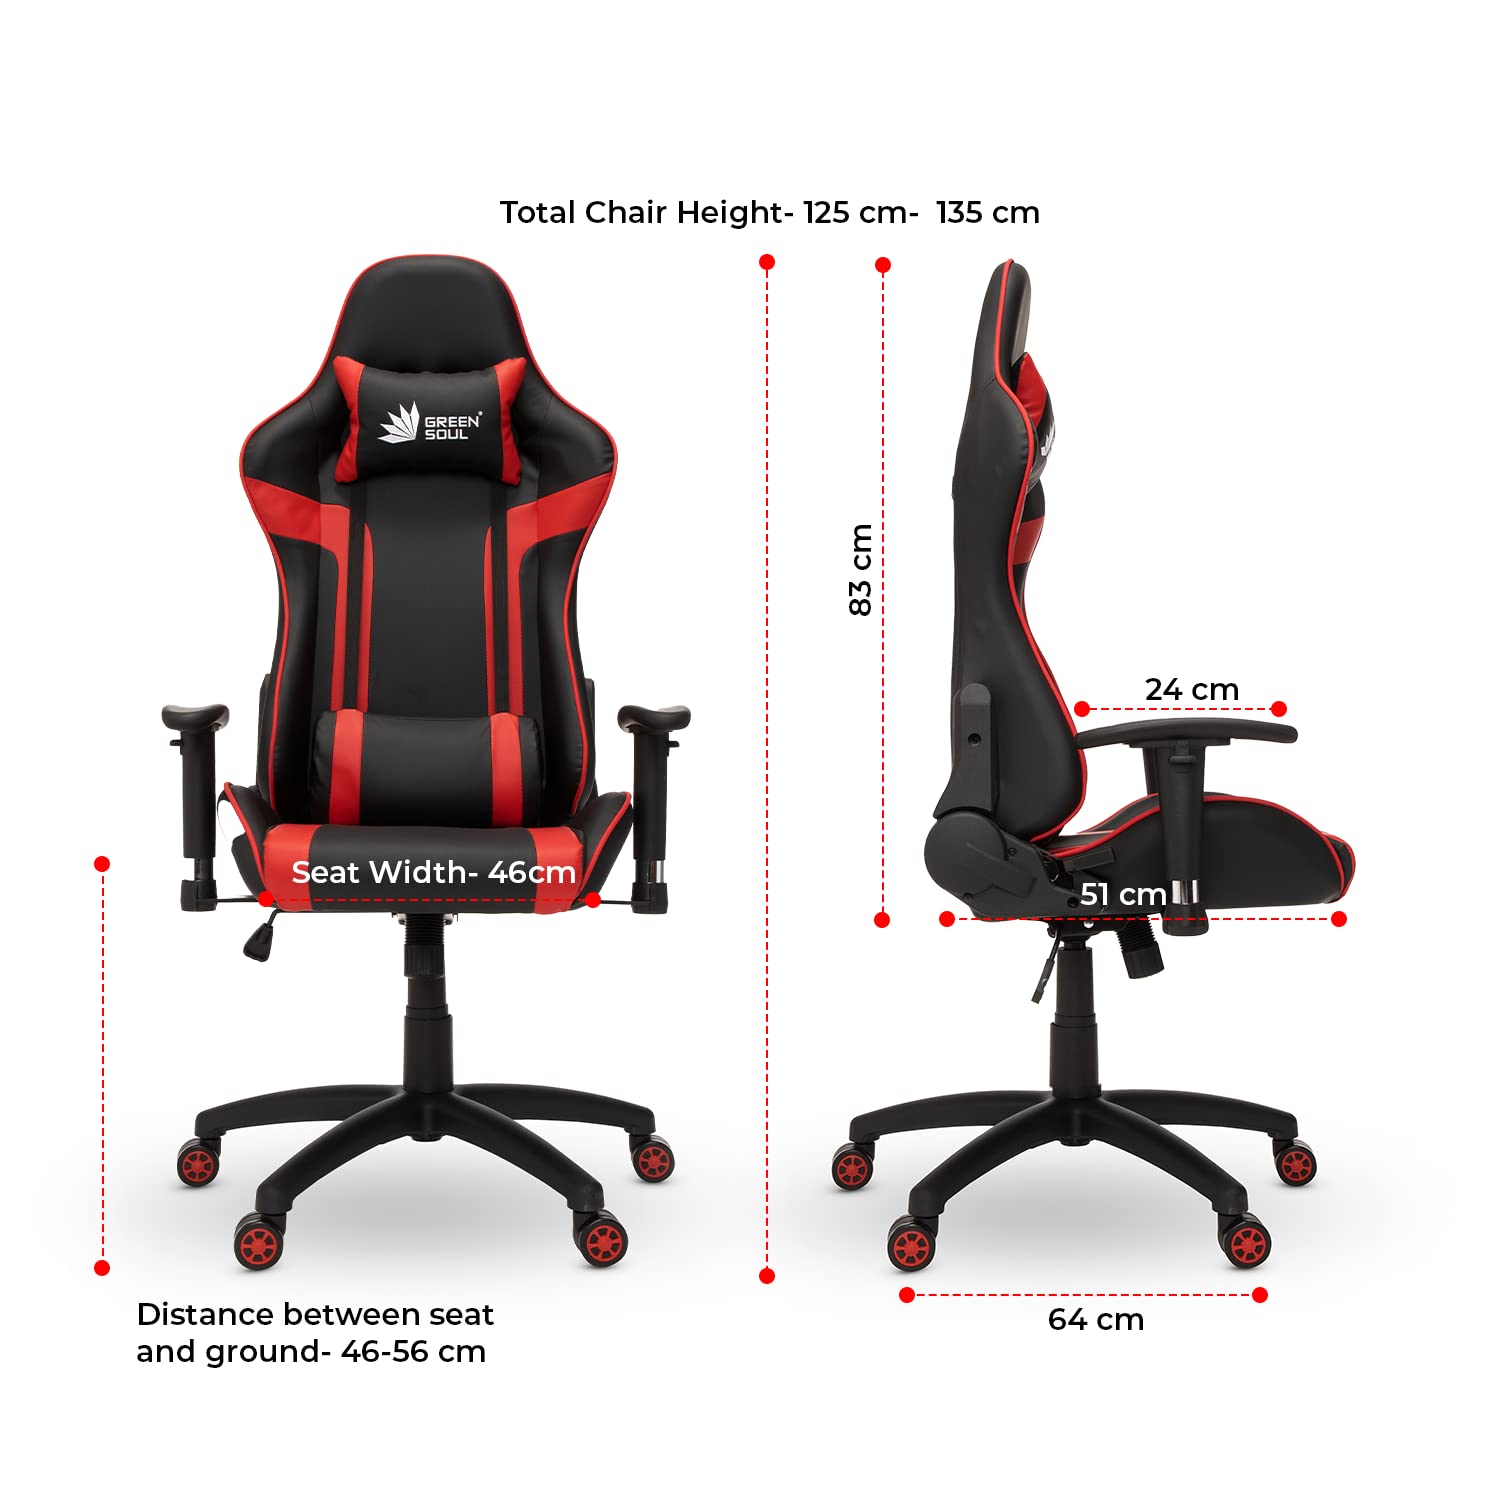 Total Chair Height- 125 cm-  135 cm
GREEN®
SOUL
83 cm
24 cm
Seat Width- 46cm
51 cm
64 cm
Distance between seat
and ground- 46-56 cm